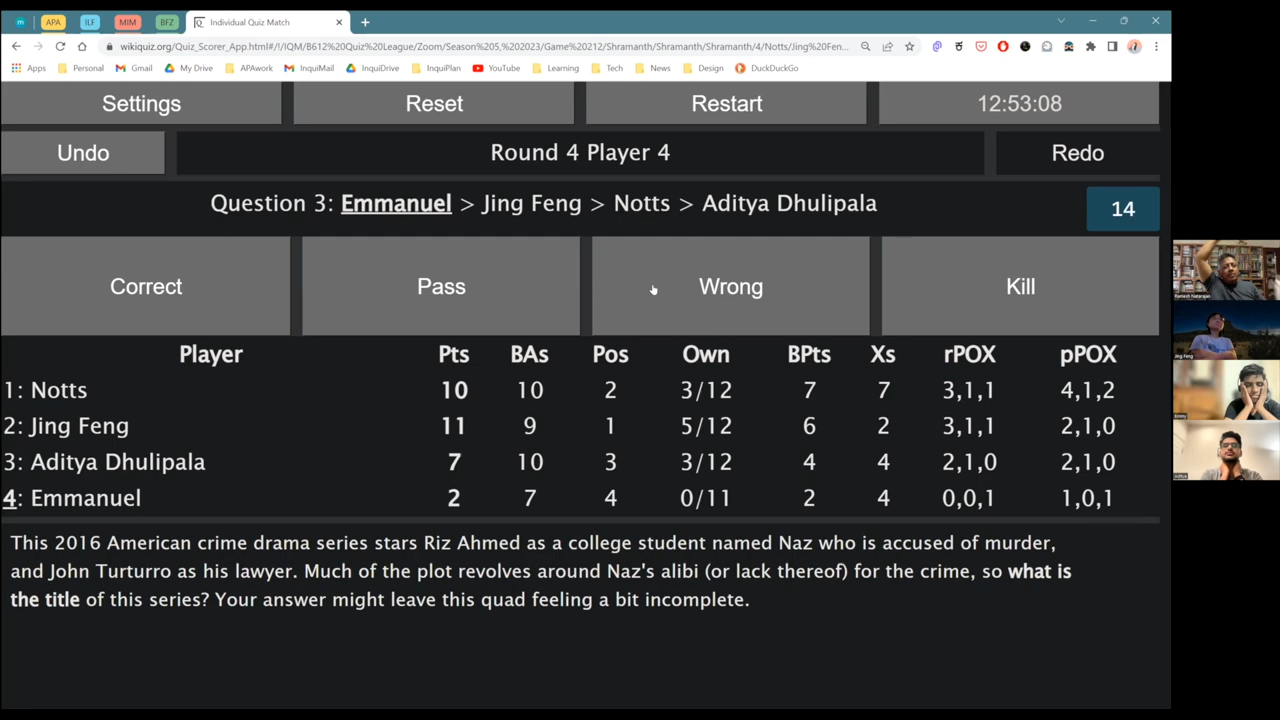 APA
ILF
MIM
BFZ
Individual Quiz Match
wikiquiz.org/Quiz_Scorer_App.html#/!/IQM/B612%20Quiz%20League/Zoom/Season%205,%202023/Game%20212/Shramanth/Shramanth/Shramanth/4/Notts/Jing%20Fen...
Apps Personal Gmail My Drive APAwork InquiMail InquiDrive InquiPlan YouTube Learning Tech News Design DuckDuckGo
Settings Reset Restart 12:53:08
Undo Round 4 Player 4 Redo
Question 3: Emmanuel > Jing Feng > Notts > Aditya Dhulipala 14
Correct Pass Wrong Kill
Player Pts BAs Pos Own BPts Xs rPOX pPOX
1: Notts 10 10 2 3/12 7 7 3,1,1 4,1,2
2: Jing Feng 11 9 1 5/12 6 2 3,1,1 2,1,0
3: Aditya Dhulipala 7 10 3 3/12 4 4 2,1,0 2,1,0
4: Emmanuel 2 7 4 0/11 2 4 0,0,1 1,0,1
This 2016 American crime drama series stars Riz Ahmed as a college student named Naz who is accused of murder,
and John Turturro as his lawyer. Much of the plot revolves around Naz's alibi (or lack thereof) for the crime, so what is
the title of this series? Your answer might leave this quad feeling a bit incomplete.
Ramesh Natarajan
Jing Feng